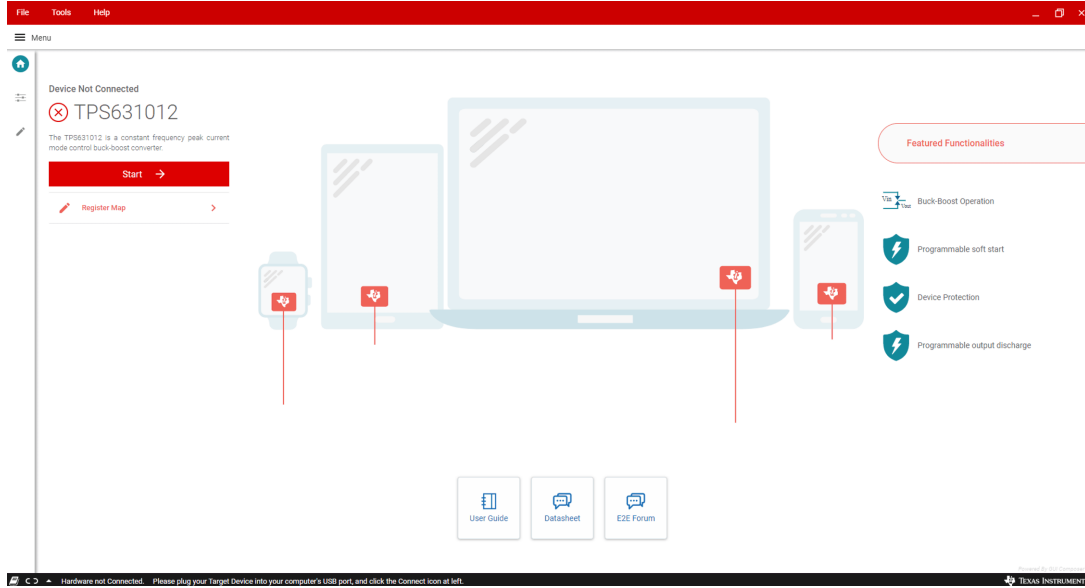 File Tools Help
Menu
Device Not Connected
TPS631012
The TPS631012 is a constant frequency peak current
mode control buck-boost converter.
Start
Register Map
Featured Functionalities
Vin
Vout
Buck-Boost Operation
Programmable soft start
Device Protection
Programmable output discharge
User Guide
Datasheet
E2E Forum
Powered By GUI Composer
Hardware not Connected. Please plug your Target Device into your computer's USB port, and click the Connect icon at left.
TEXAS INSTRUMENT